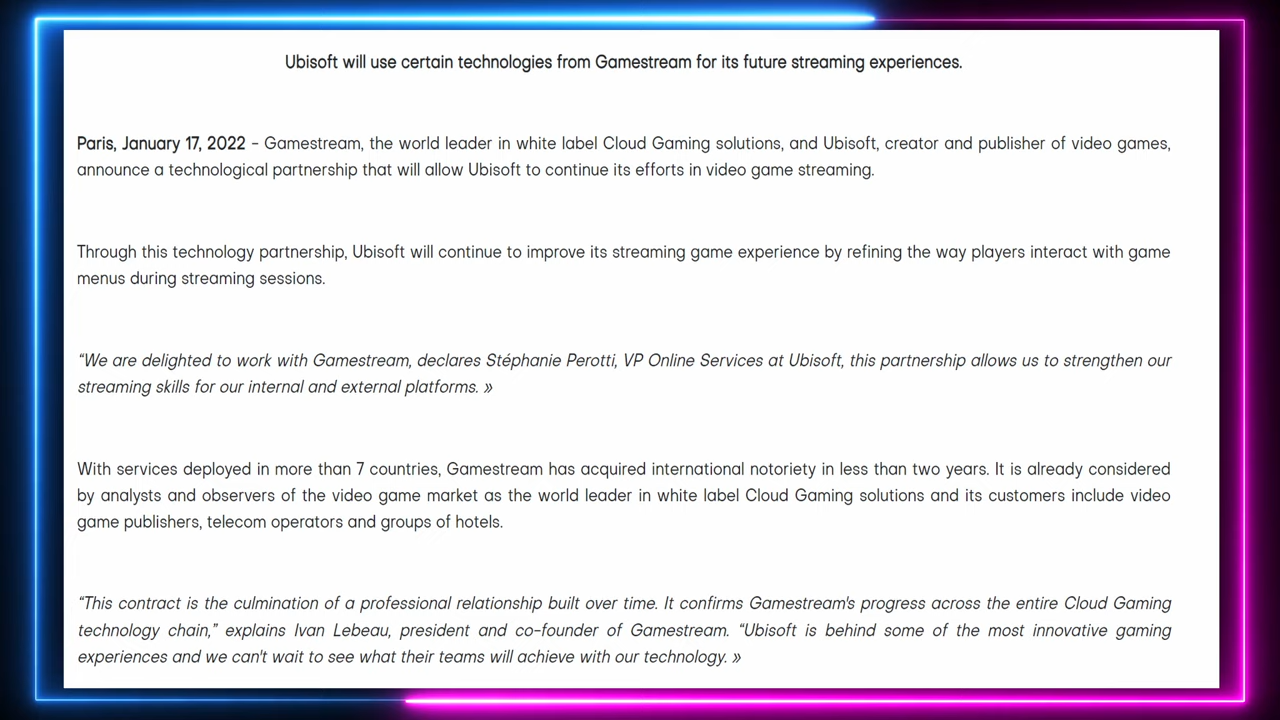 Ubisoft will use certain technologies from Gamestream for its future streaming experiences.
Paris, January 17, 2022 - Gamestream, the world leader in white label Cloud Gaming solutions, and Ubisoft, creator and publisher of video games,
announce a technological partnership that will allow Ubisoft to continue its efforts in video game streaming.
Through this technology partnership, Ubisoft will continue to improve its streaming game experience by refining the way players interact with game
menus during streaming sessions.
“We are delighted to work with Gamestream, declares Stéphanie Perotti, VP Online Services at Ubisoft, this partnership allows us to strengthen our
streaming skills for our internal and external platforms. »
With services deployed in more than 7 countries, Gamestream has acquired international notoriety in less than two years. It is already considered
by analysts and observers of the video game market as the world leader in white label Cloud Gaming solutions and its customers include video
game publishers, telecom operators and groups of hotels.
“This contract is the culmination of a professional relationship built over time. It confirms Gamestream's progress across the entire Cloud Gaming
technology chain,” explains Ivan Lebeau, president and co-founder of Gamestream. “Ubisoft is behind some of the most innovative gaming
experiences and we can't wait to see what their teams will achieve with our technology. »